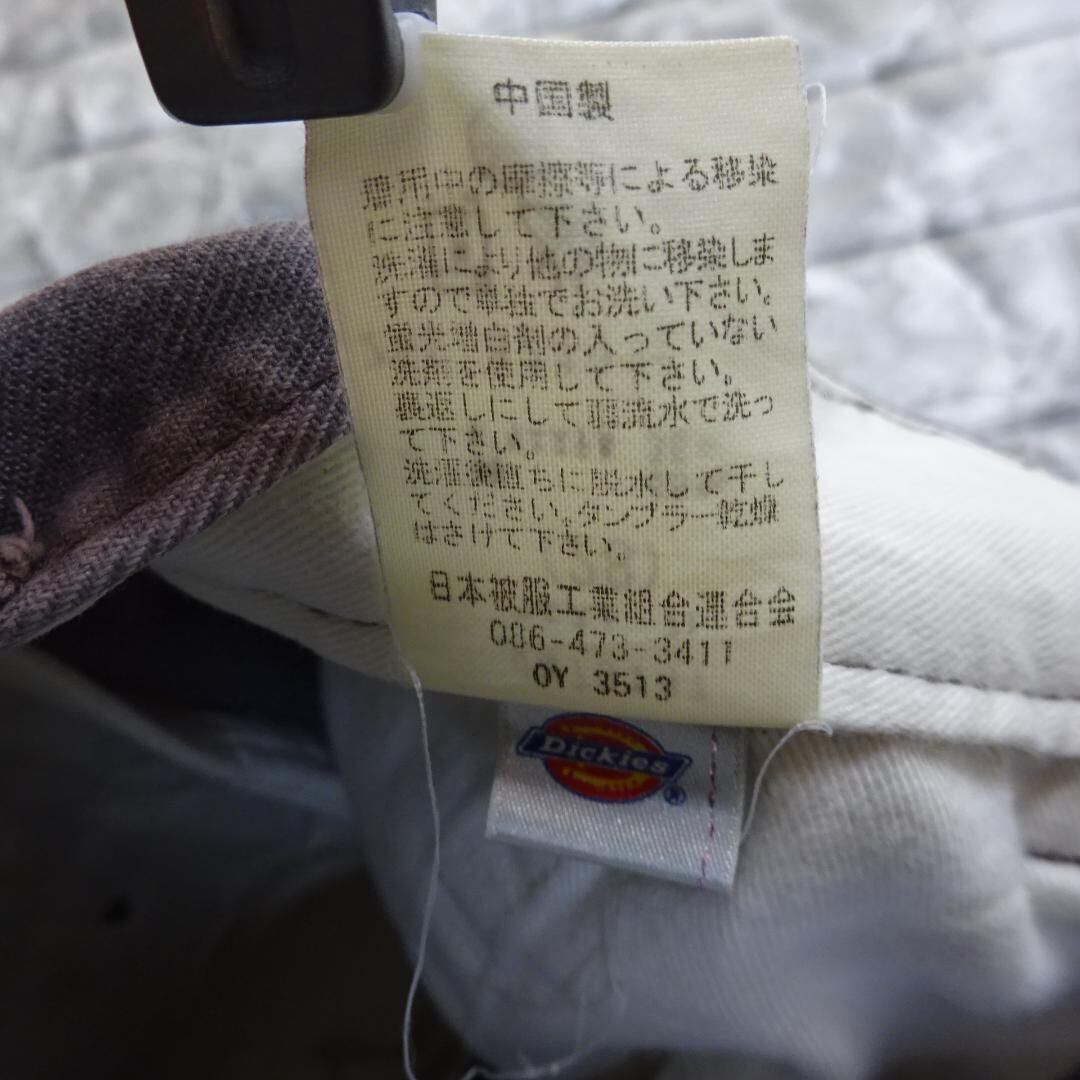 中国製
着用中の摩擦等による移染
に注意して下さい。
洗濯により他の物に移染しま
すので単独でお洗い下さい。
蛍光増白剤の入っていない
洗剤を使用して下さい。
裏返しにして弱流水で洗っ
て下さい。
洗濯後直ちに脱水して干し
てください。タンブラー乾燥
はさけて下さい。
日本被服工業組合連合会
086-473-3411
OY 3513
Dickies
®